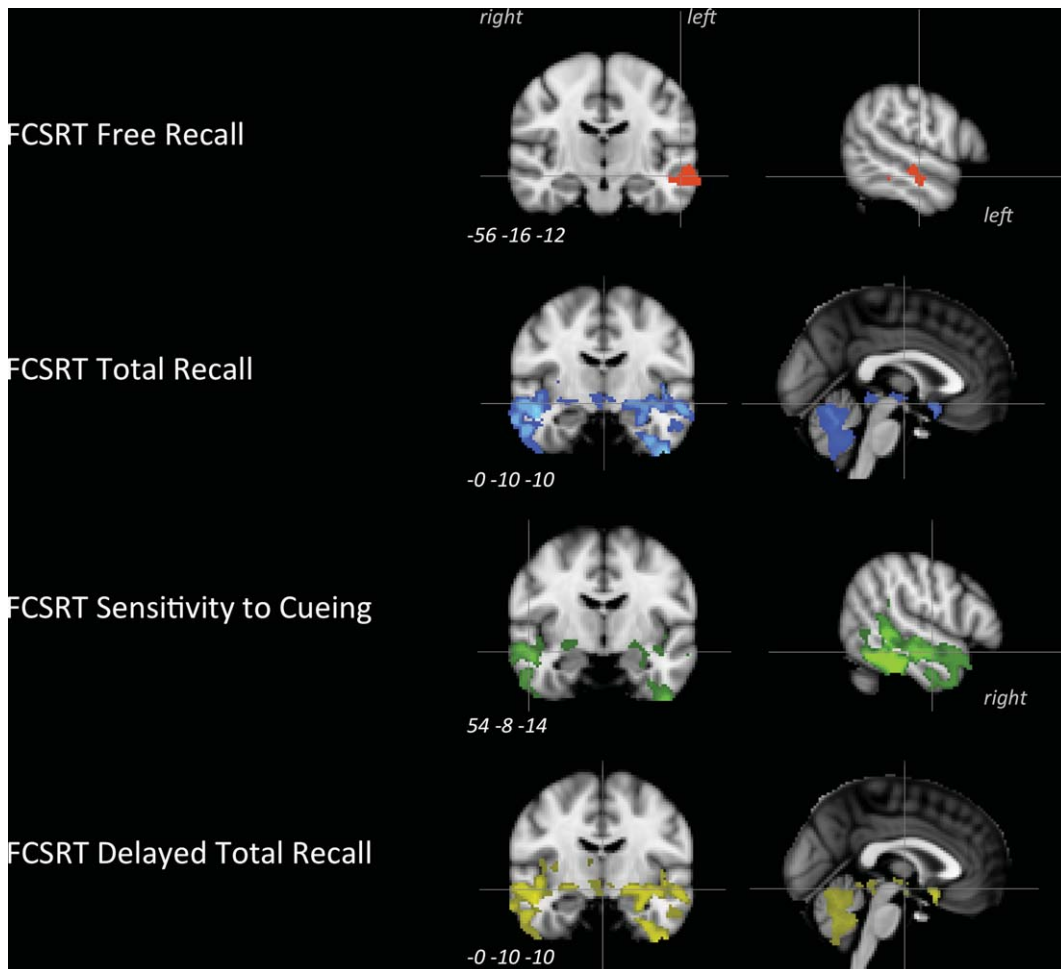 right left
FCSRT Free Recall
left
-56 -16 -12
FCSRT Total Recall
-0 -10 -10
FCSRT Sensitivity to Cueing
right
54 -8 -14
FCSRT Delayed Total Recall
-0 -10 -10